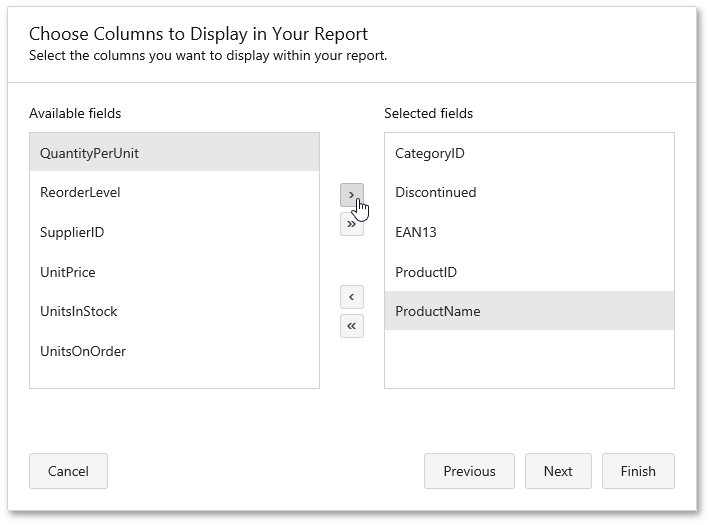 Choose Columns to Display in Your Report
Select the columns you want to display within your report.
Available fields
QuantityPerUnit
ReorderLevel
SupplierID
UnitPrice
UnitsInStock
UnitsOnOrder
›
»
‹
«
Selected fields
CategoryID
Discontinued
EAN13
ProductID
ProductName
Cancel
Previous
Next
Finish